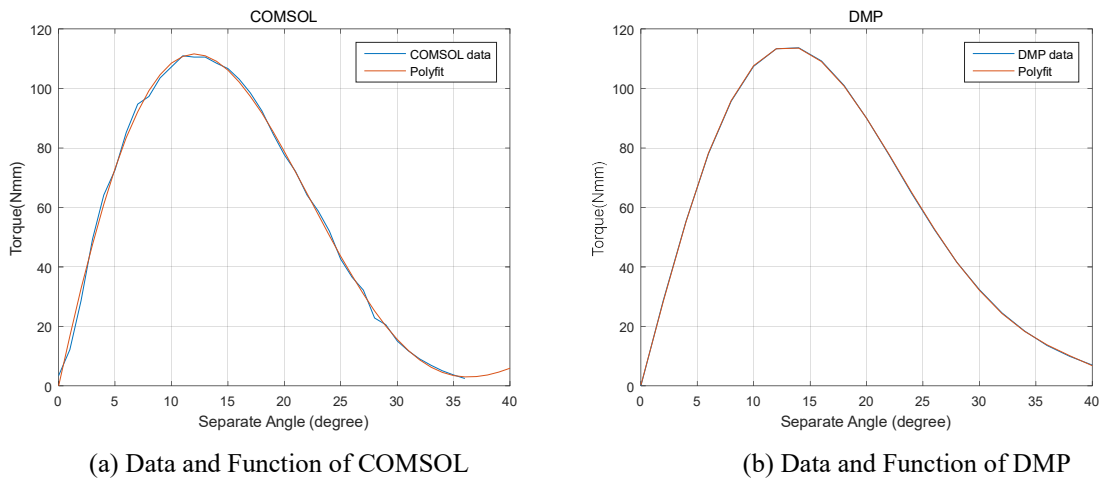 COMSOL
120
100
80
60
40
20
0
Torque(Nmm)
COMSOL data
Polyfit
0 5 10 15 20 25 30 35 40
Separate Angle (degree)
(a) Data and Function of COMSOL
DMP
120
100
80
60
40
20
0
Torque(Nmm)
DMP data
Polyfit
0 5 10 15 20 25 30 35 40
Separate Angle (degree)
(b) Data and Function of DMP